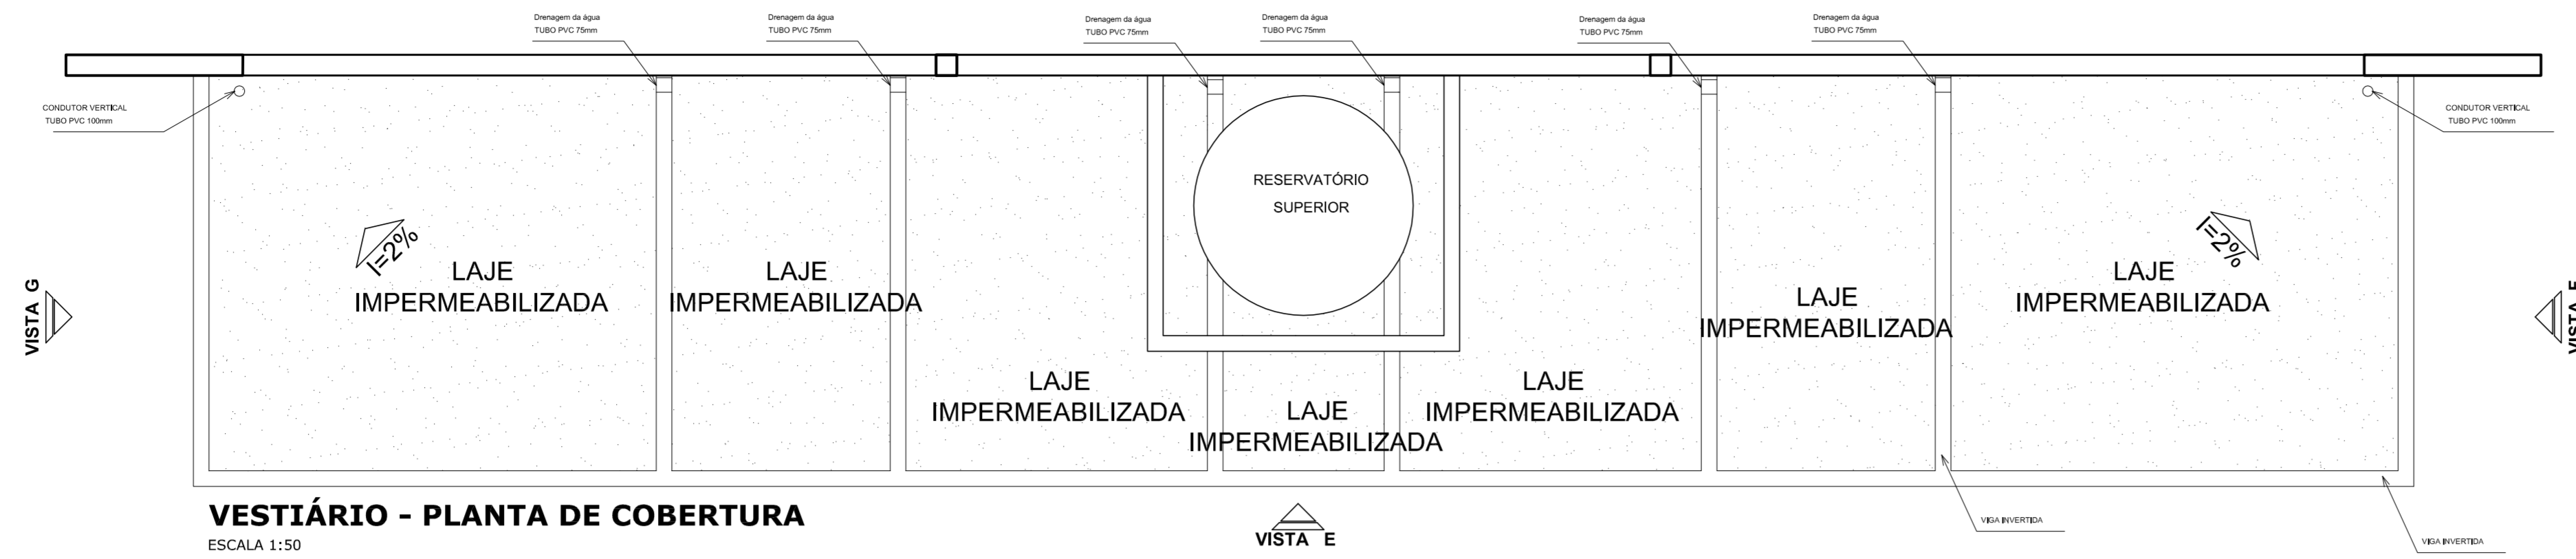 Drenagem da água
TUBO PVC 75mm
Drenagem da água
TUBO PVC 75mm
Drenagem da água
TUBO PVC 75mm
Drenagem da água
TUBO PVC 75mm
Drenagem da água
TUBO PVC 75mm
Drenagem da água
TUBO PVC 75mm
CONDUTOR VERTICAL
TUBO PVC 100mm
CONDUTOR VERTICAL
TUBO PVC 100mm
RESERVATÓRIO
SUPERIOR
I=2%
I=2%
LAJE
IMPERMEABILIZADA
LAJE
IMPERMEABILIZADA
LAJE
IMPERMEABILIZADA
LAJE
IMPERMEABILIZADA
LAJE
IMPERMEABILIZADA
LAJE
IMPERMEABILIZADA
LAJE
IMPERMEABILIZADA
VISTA G
VISTA
VESTIÁRIO - PLANTA DE COBERTURA
ESCALA 1:50
VISTA E
VIGA INVERTIDA
VIGA INVERTIDA